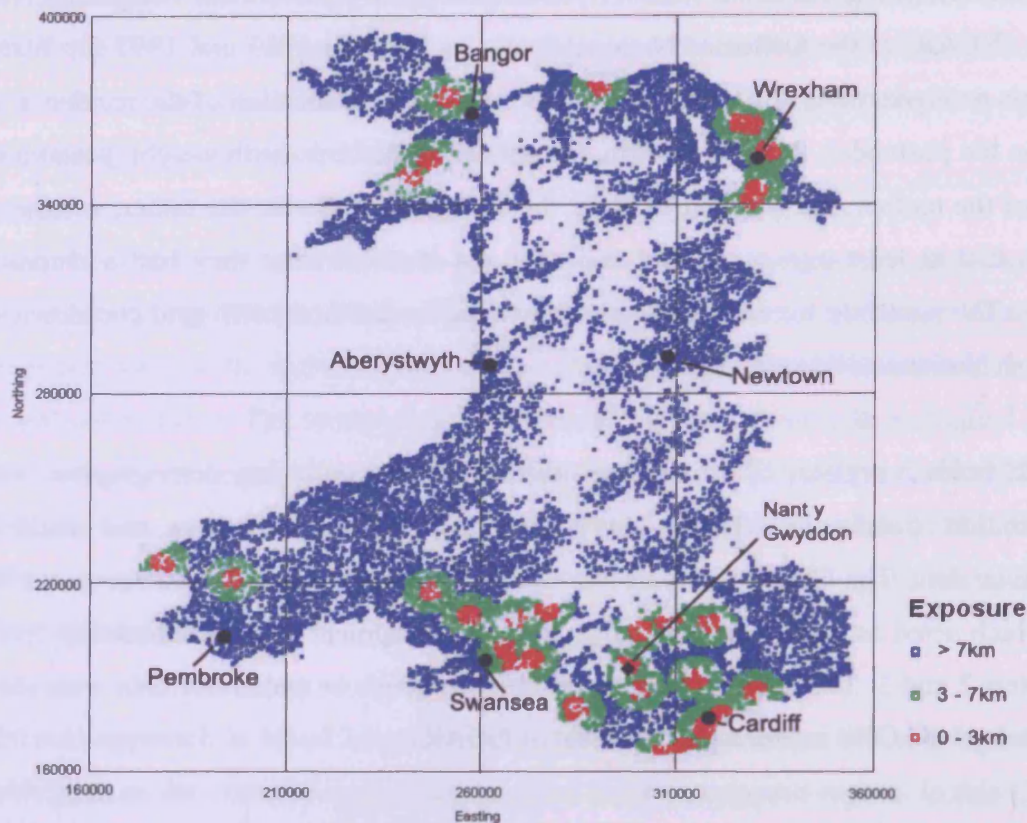 400000
Bangor
Wrexham
340000
Aberystwyth
Newtown
Northing
280000
Nant y
Gwyddon
220000
Exposure
> 7km
3 - 7km
0 - 3km
Pembroke
Swansea
Cardiff
160000
160000 210000 260000 310000 360000
Easting